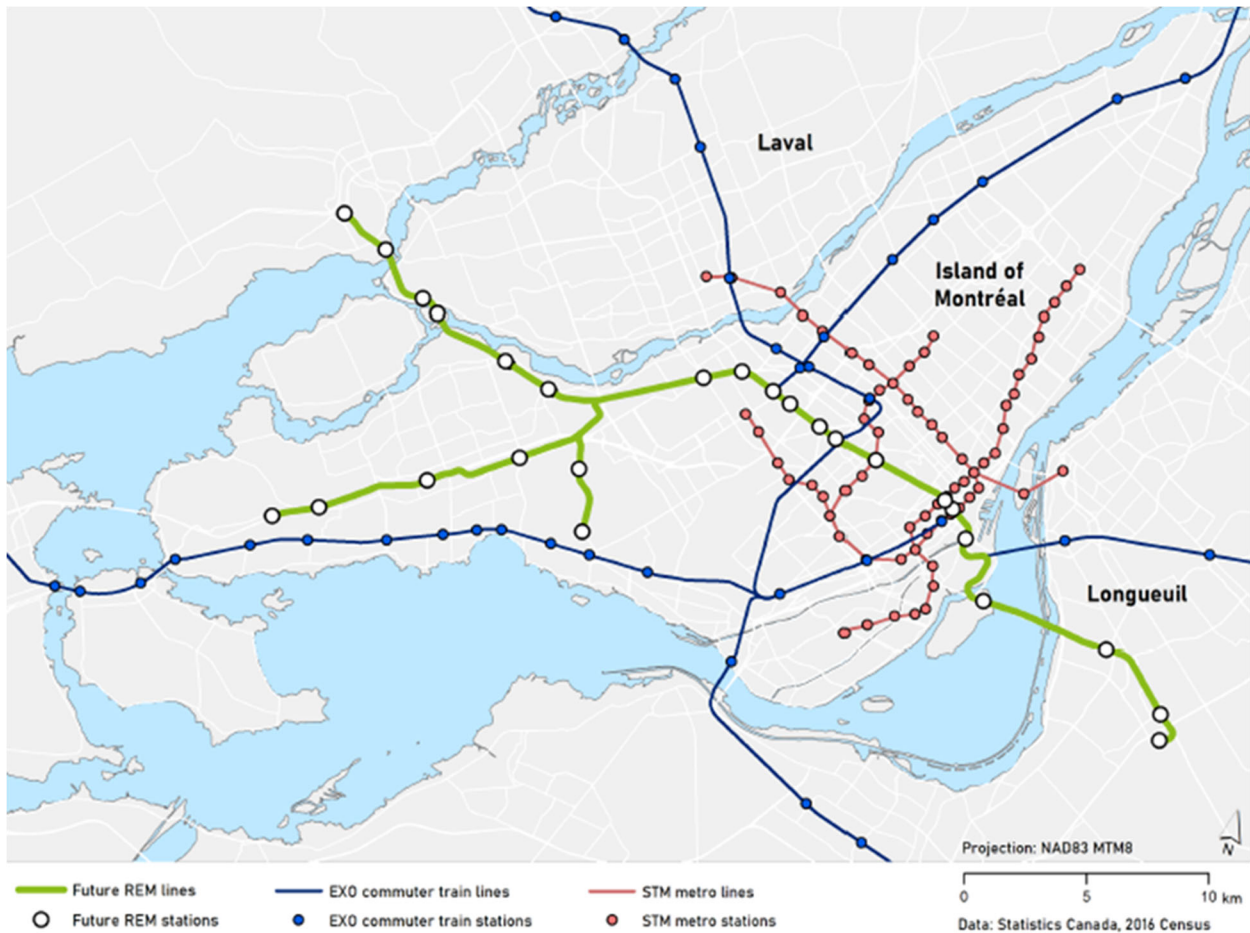 Laval
Island of
Montréal
Longueuil
Projection: NAD83 MTM8
N
Future REM lines
EXO commuter train lines
STM metro lines
0 5 10 km
Future REM stations
EXO commuter train stations
STM metro stations
Data: Statistics Canada, 2016 Census